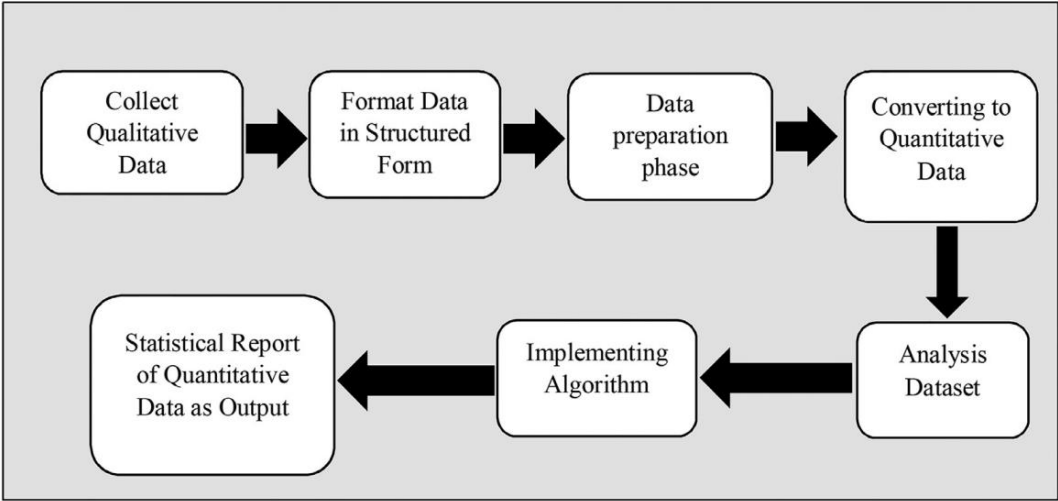 Collect
Qualitative
Data
Format Data
in Structured
Form
Data
preparation
phase
Converting to
Quantitative
Data
Analysis
Dataset
Implementing
Algorithm
Statistical Report
of Quantitative
Data as Output